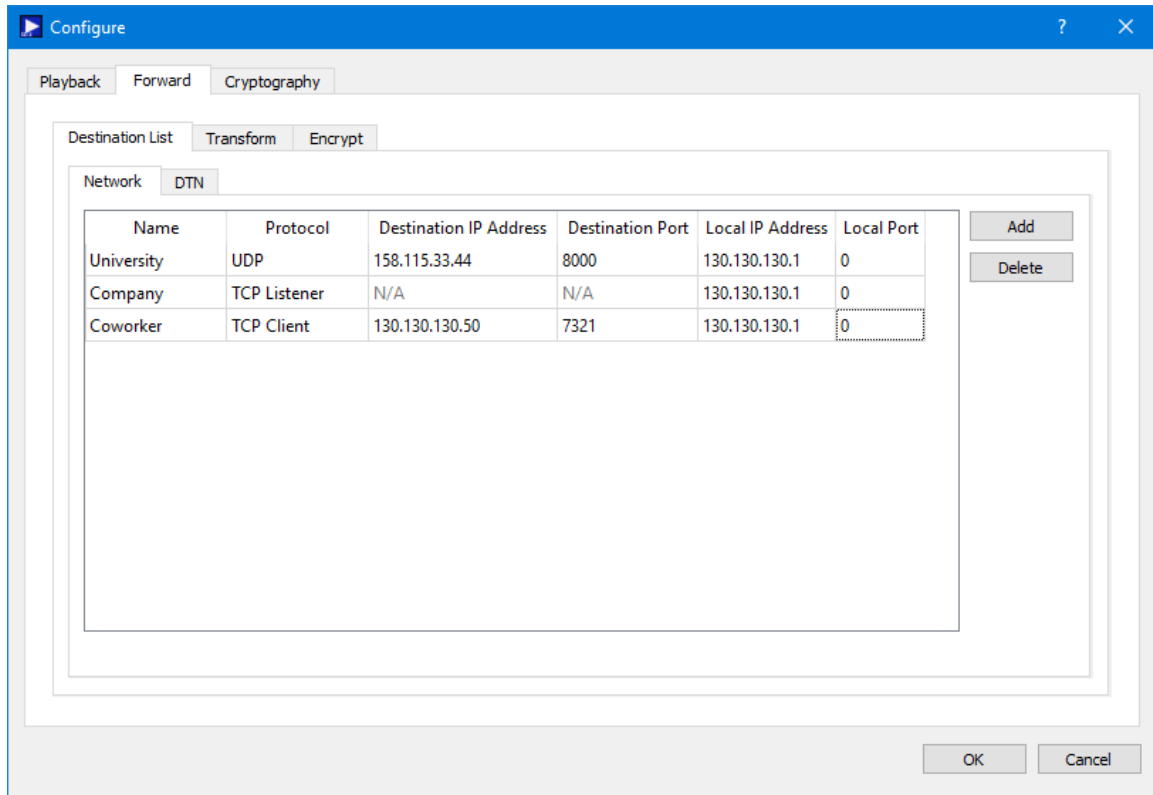 Configure ? ✕
Playback Forward Cryptography
Destination List Transform Encrypt
Network DTN
Name Protocol Destination IP Address Destination Port Local IP Address Local Port Add
University UDP 158.115.33.44 8000 130.130.130.1 0 Delete
Company TCP Listener N/A N/A 130.130.130.1 0
Coworker TCP Client 130.130.130.50 7321 130.130.130.1 0
OK Cancel